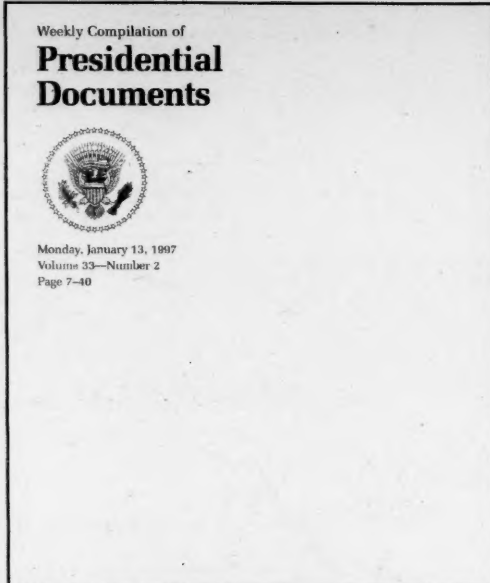 Weekly Compilation of
Presidential
Documents
Monday, January 13, 1997
Volume 33—Number 2
Page 7–40